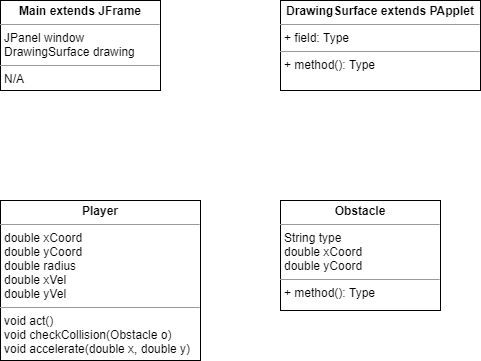 Main extends JFrame
JPanel window
DrawingSurface drawing
N/A
DrawingSurface extends PApplet
+ field: Type
+ method(): Type
Player
double xCoord
double yCoord
double radius
double xVel
double yVel
void act()
void checkCollision(Obstacle o)
void accelerate(double x, double y)
Obstacle
String type
double xCoord
double yCoord
+ method(): Type